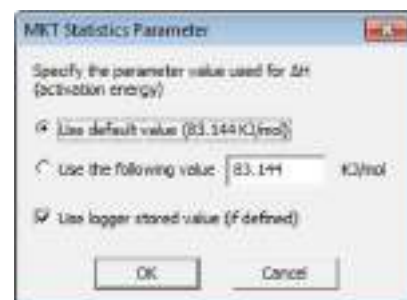 MKT Statistics Parameter
Specify the parameter value used for ΔH
(activation energy)
Use default value (83.144 KJ/mol)
Use the following value 83.144 KJ/mol
Use logger stored value (if defined)
OK Cancel